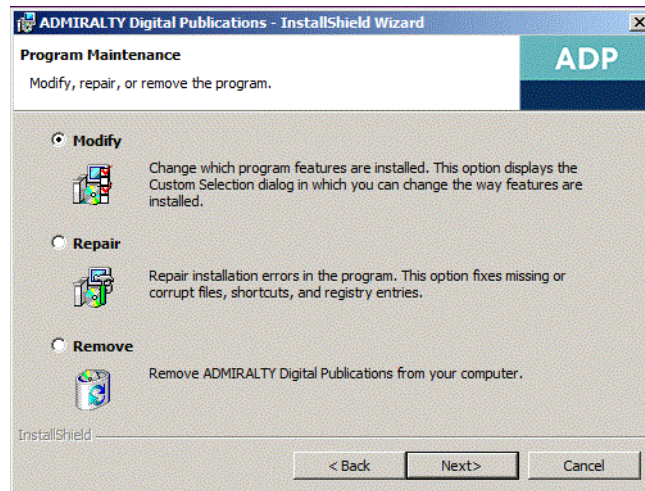 ADMIRALTY Digital Publications - InstallShield Wizard
Program Maintenance
Modify, repair, or remove the program.
ADP
Modify
Change which program features are installed. This option displays the
Custom Selection dialog in which you can change the way features are
installed.
Repair
Repair installation errors in the program. This option fixes missing or
corrupt files, shortcuts, and registry entries.
Remove
Remove ADMIRALTY Digital Publications from your computer.
InstallShield
< Back
Next>
Cancel